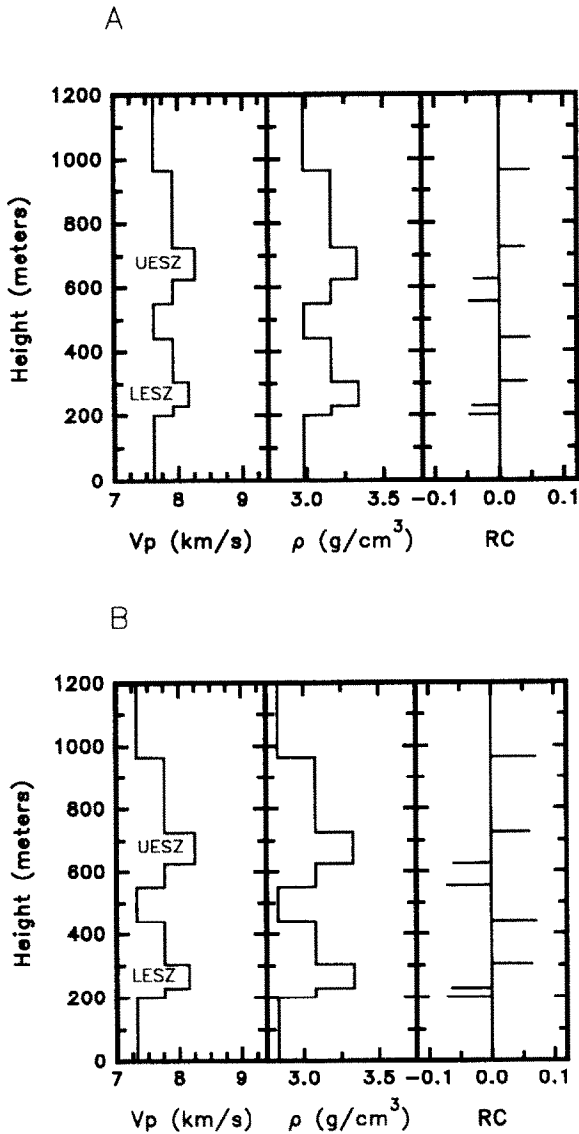 A
1200
1000
800
600
400
200
0
Height (meters)
UESZ
LESZ
7 8 9 3.0 3.5 −0.1 0.0 0.1
Vp (km/s) ρ (g/cm³) RC
B
1200
1000
800
600
400
200
0
Height (meters)
UESZ
LESZ
7 8 9 3.0 3.5 −0.1 0.0 0.1
Vp (km/s) ρ (g/cm³) RC